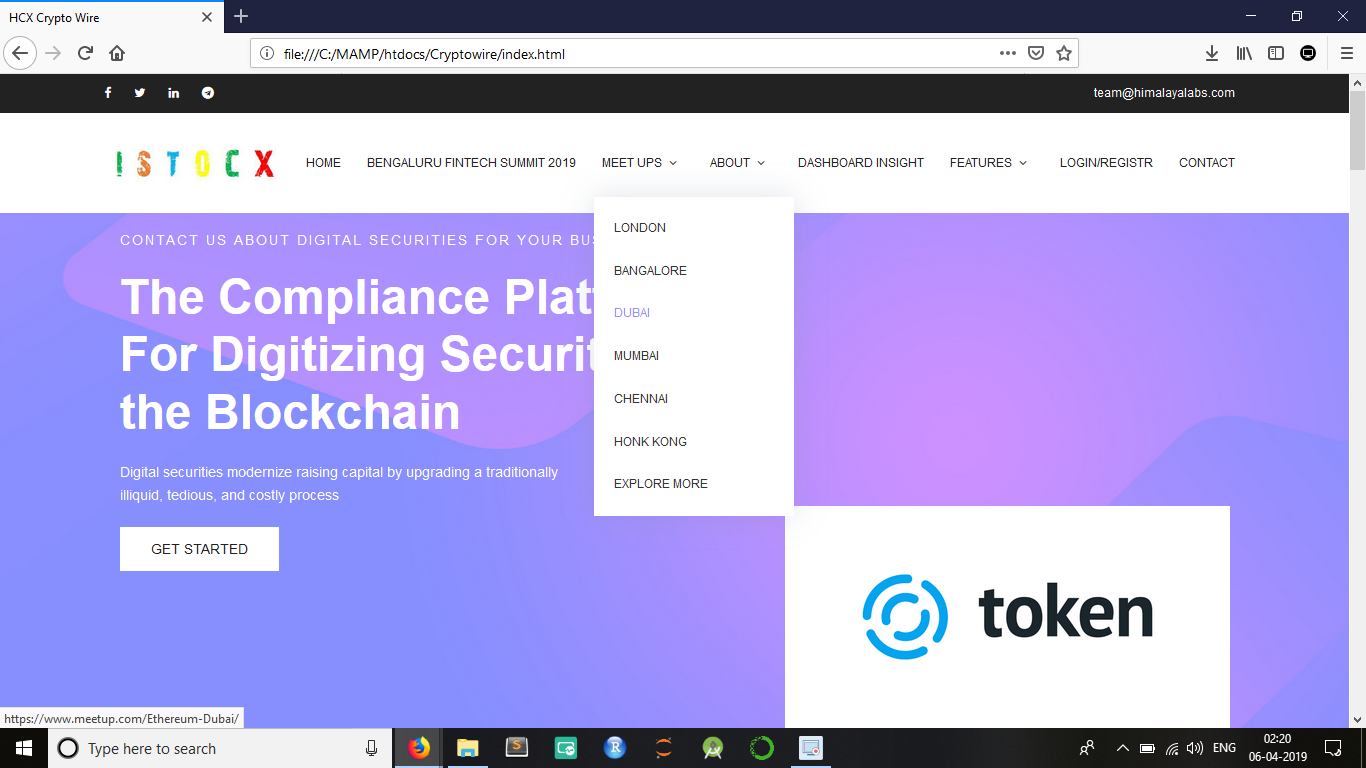 HCX Crypto Wire
file:///C:/MAMP/htdocs/Cryptowire/index.html
team@himalayalabs.com
ISTOCX
HOME BENGALURU FINTECH SUMMIT 2019 MEET UPS ABOUT DASHBOARD INSIGHT FEATURES LOGIN/REGISTR CONTACT
LONDON
BANGALORE
DUBAI
MUMBAI
CHENNAI
HONK KONG
EXPLORE MORE
CONTACT US ABOUT DIGITAL SECURITIES FOR YOUR BUS
The Compliance Plat
For Digitizing Securit
the Blockchain
Digital securities modernize raising capital by upgrading a traditionally
illiquid, tedious, and costly process
GET STARTED
token
https://www.meetup.com/Ethereum-Dubai/
Type here to search
ENG
02:20
06-04-2019